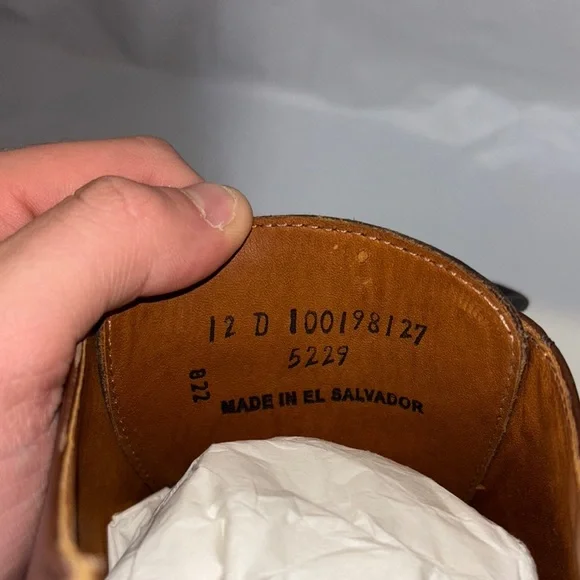 12 D 100198127
5229
822
MADE IN EL SALVADOR